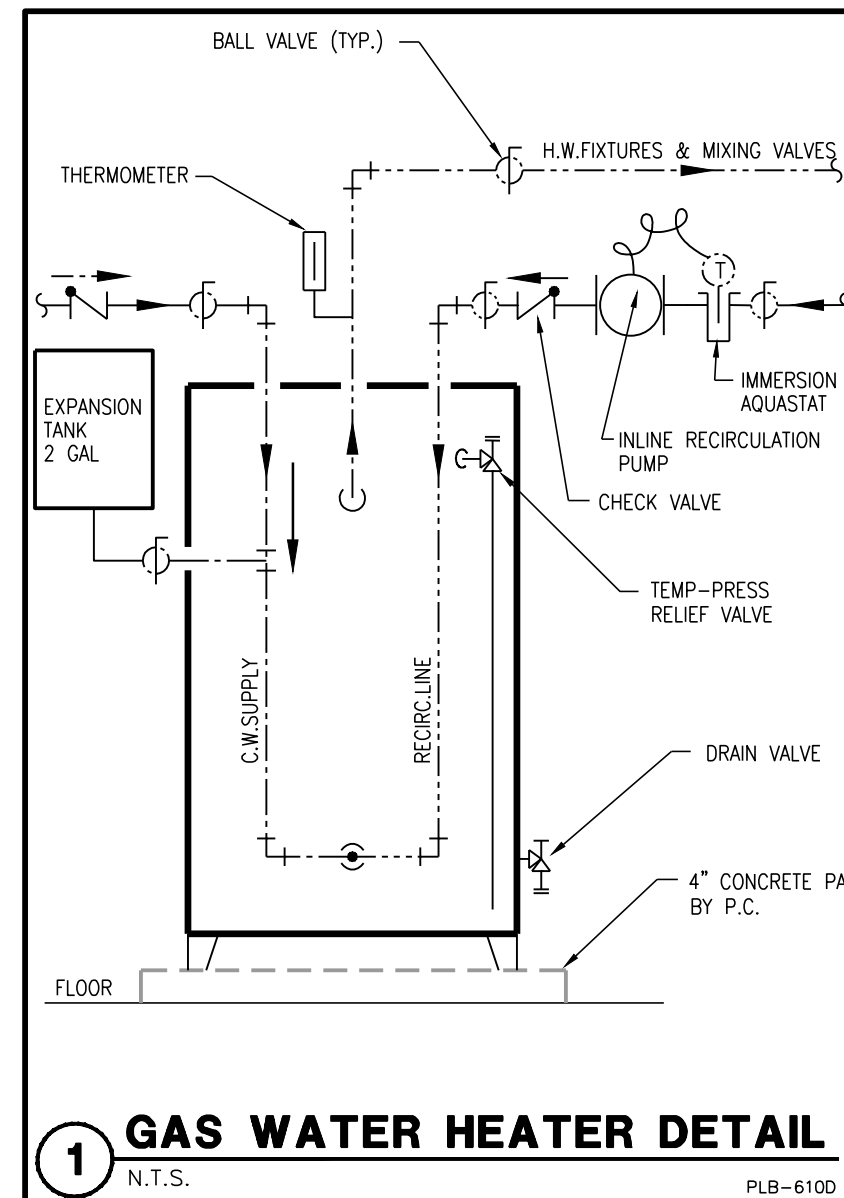 BALL VALVE (TYP.)
H.W.FIXTURES & MIXING VALVES
THERMOMETER
T
EXPANSION
TANK
2 GAL
IMMERSION
AQUASTAT
INLINE RECIRCULATION
PUMP
CHECK VALVE
TEMP-PRESS
RELIEF VALVE
C.W.SUPPLY
RECIRC.LINE
DRAIN VALVE
4" CONCRETE
BY P.C.
FLOOR
1
GAS WATER HEATER DETAIL
N.T.S.
PLB-610D